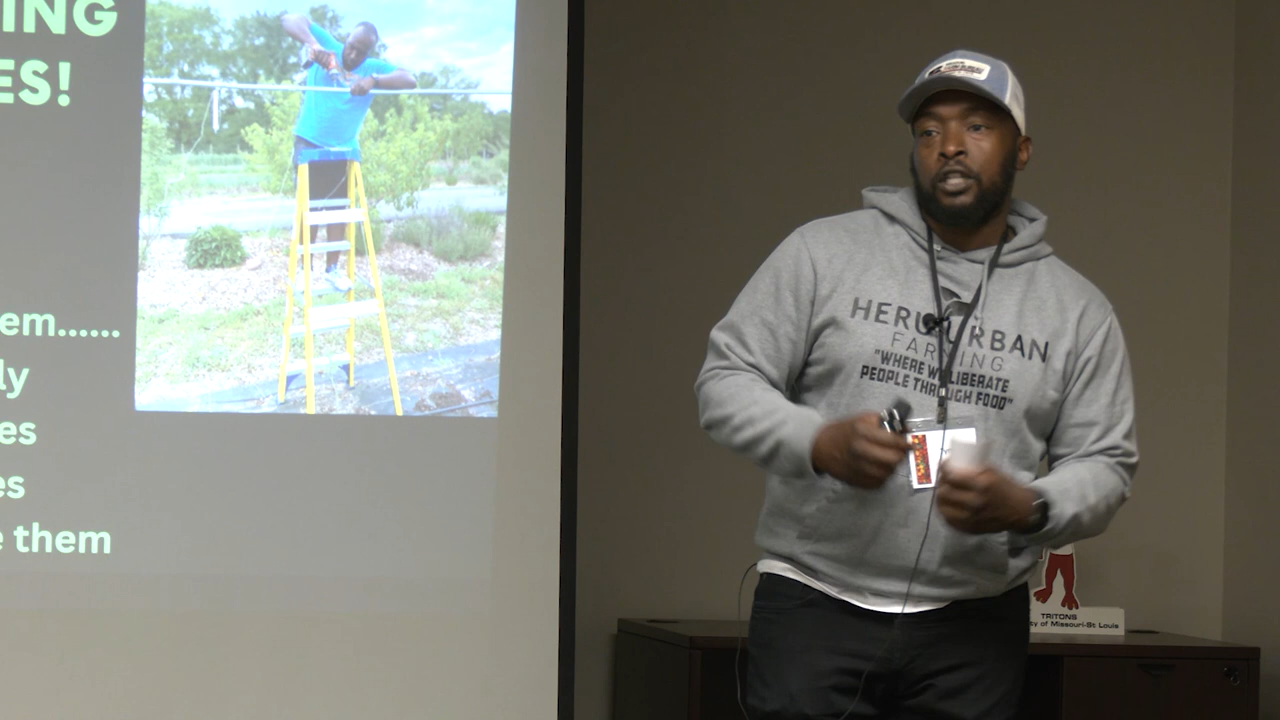 ING
ES!
em......
ly
es
es
e them
HERU URBAN
FARMING
"WHERE WE LIBERATE
PEOPLE THROUGH FOOD"
TRITONS
ty of Missouri-St Louis